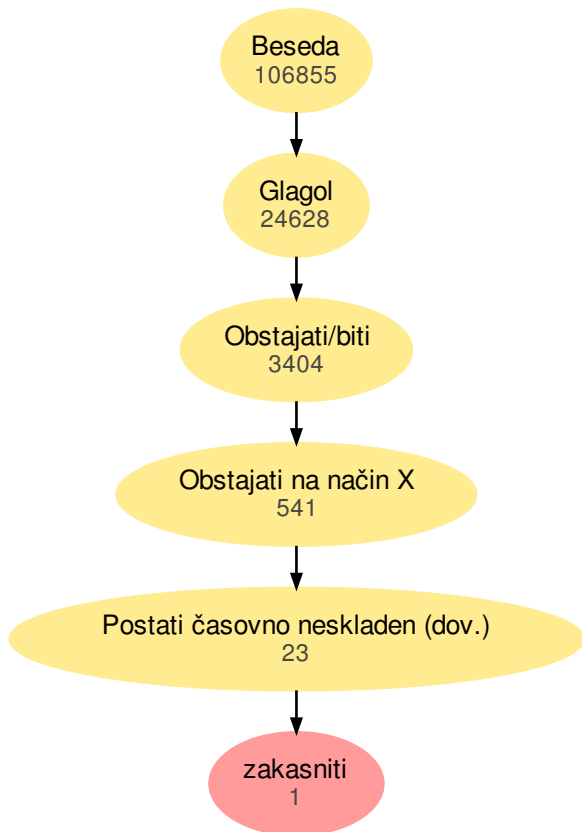 Beseda
106855
Glagol
24628
Obstajati/biti
3404
Obstajati na način X
541
Postati časovno neskladen (dov.)
23
zakasniti
1